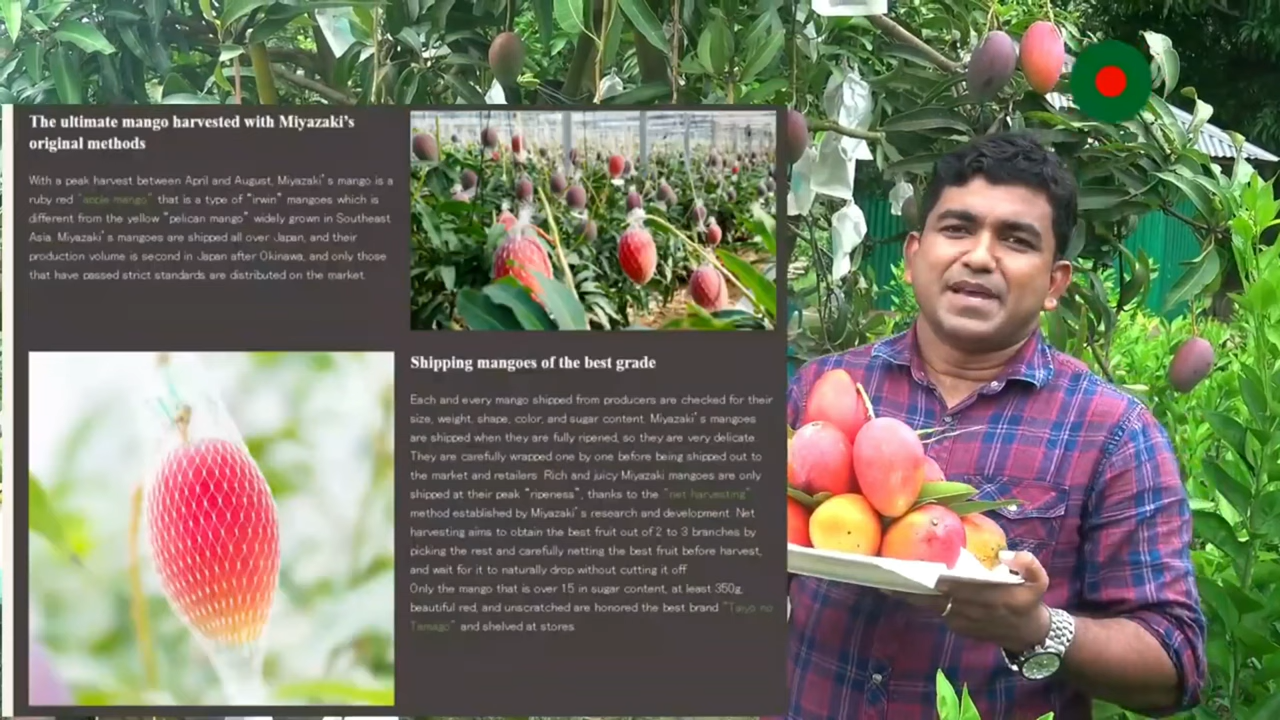 The ultimate mango harvested with Miyazaki's
original methods
With a peak harvest between April and August, Miyazaki's mango is a
ruby red "apple mango" that is a type of "irwin" mangoes which is
different from the yellow "pelican mango" widely grown in Southeast
Asia. Miyazaki's mangoes are shipped all over Japan, and their
production volume is second in Japan after Okinawa, and only those
that have passed strict standards are distributed on the market.
Shipping mangoes of the best grade
Each and every mango shipped from producers are checked for their
size, weight, shape, color, and sugar content. Miyazaki's mangoes
are shipped when they are fully ripened, so they are very delicate.
They are carefully wrapped one by one before being shipped out to
the market and retailers. Rich and juicy Miyazaki mangoes are only
shipped at their peak "ripeness", thanks to the "net harvesting"
method established by Miyazaki's research and development. Net
harvesting aims to obtain the best fruit out of 2 to 3 branches by
picking the rest and carefully netting the best fruit before harvest,
and wait for it to naturally drop without cutting it off
Only the mango that is over 15 in sugar content, at least 350g,
beautiful red, and unscratched are honored the best brand "Taiyo no
Tamago" and shelved at stores.